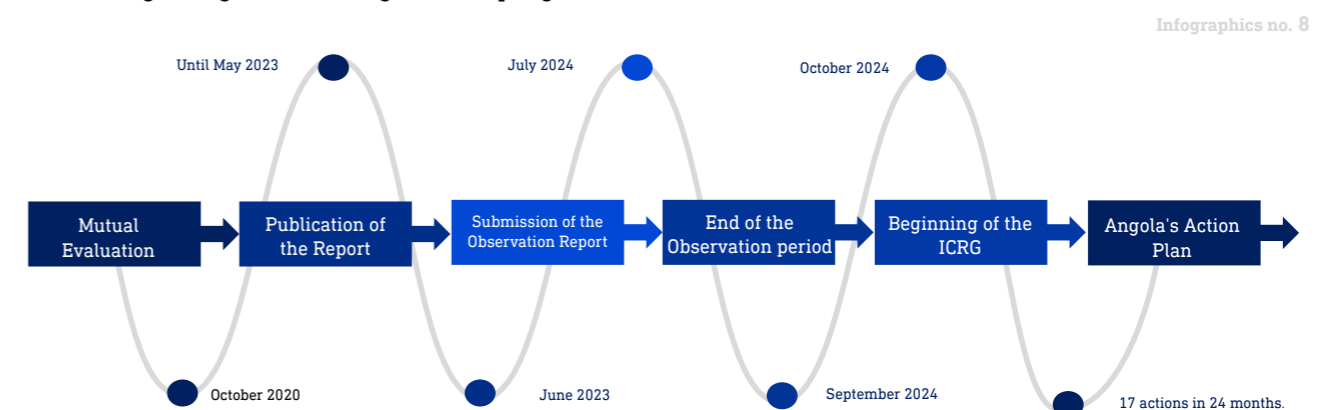 Infographics no. 8
Until May 2023
July 2024
October 2024
Mutual
Evaluation
Publication of
the Report
Submission of the
Observation Report
End of the
Observation period
Beginning of the
ICRG
Angola's Action
Plan
October 2020
June 2023
September 2024
17 actions in 24 months.